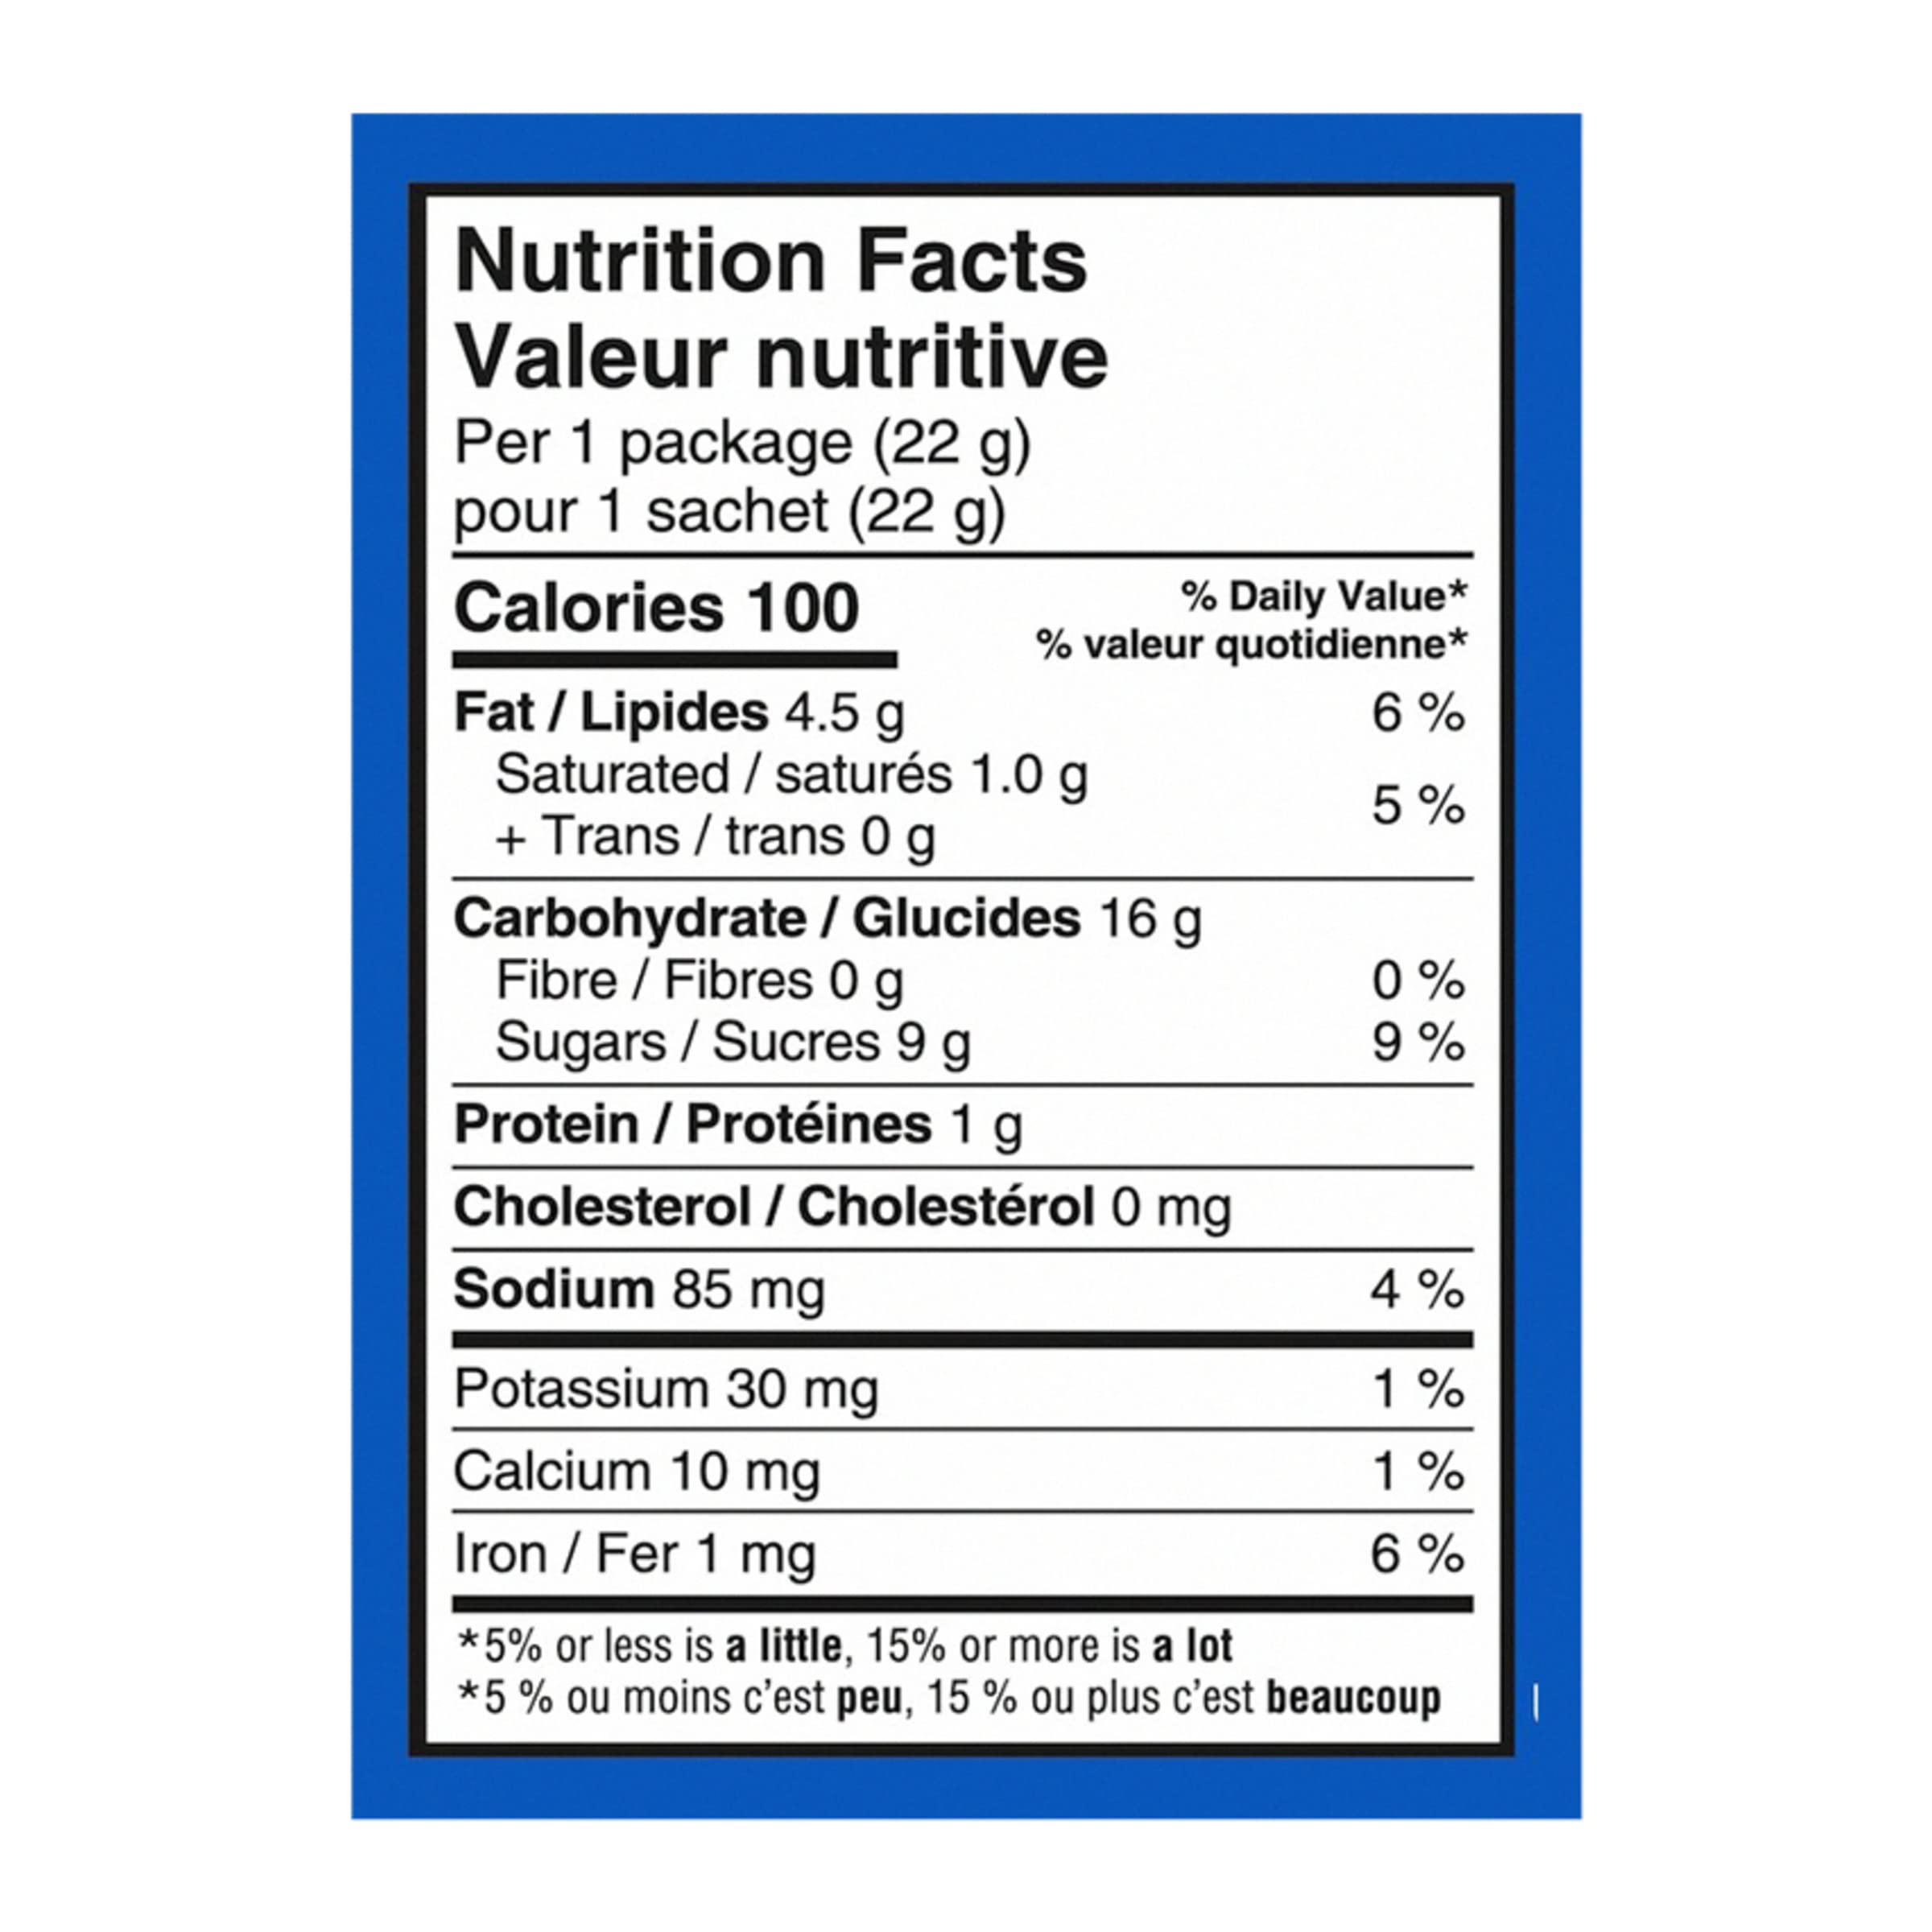 Nutrition Facts
Valeur nutritive
Per 1 package (22 g)
pour 1 sachet (22 g)
Calories 100
% Daily Value*
% valeur quotidienne*
Fat / Lipides 4.5 g 6 %
Saturated / saturés 1.0 g
+ Trans / trans 0 g 5 %
Carbohydrate / Glucides 16 g
Fibre / Fibres 0 g 0 %
Sugars / Sucres 9 g 9 %
Protein / Protéines 1 g
Cholesterol / Cholestérol 0 mg
Sodium 85 mg 4 %
Potassium 30 mg 1 %
Calcium 10 mg 1 %
Iron / Fer 1 mg 6 %
*5% or less is a little, 15% or more is a lot
*5 % ou moins c’est peu, 15 % ou plus c’est beaucoup